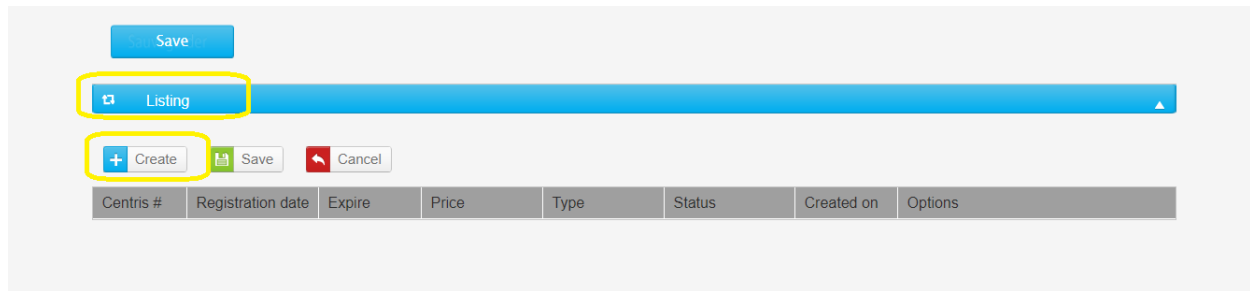 Save
Listing
Create Save Cancel
Centris # Registration date Expire Price Type Status Created on Options